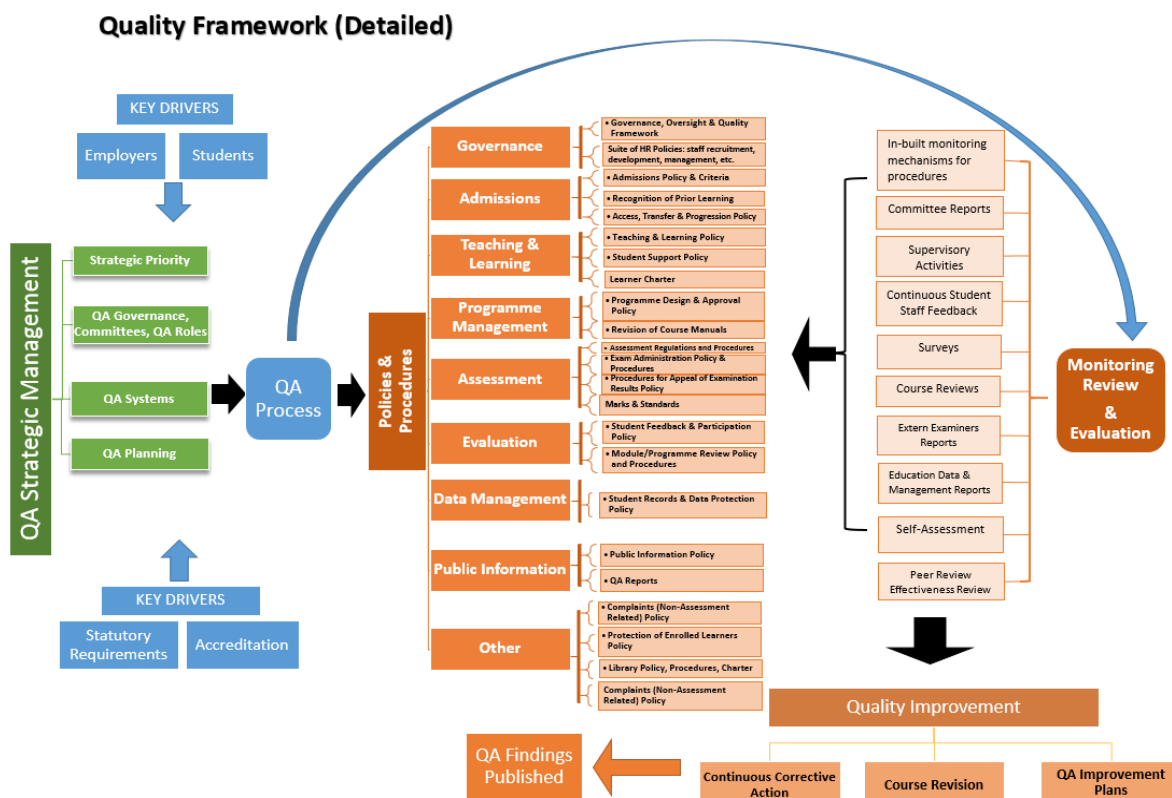 Quality Framework (Detailed)
KEY DRIVERS
Employers
Students
QA Strategic Management
Strategic Priority
QA Governance,
Committees, QA Roles
QA Systems
QA Planning
KEY DRIVERS
Statutory
Requirements
Accreditation
QA
Process
Policies &
Procedures
Governance
• Governance, Oversight & Quality
Framework
Suite of HR Policies: staff recruitment,
development, management, etc.
Admissions
• Admissions Policy & Criteria
• Recognition of Prior Learning
• Access, Transfer & Progression Policy
Teaching &
Learning
• Teaching & Learning Policy
• Student Support Policy
Learner Charter
Programme
Management
• Programme Design & Approval
Policy
• Revision of Course Manuals
Assessment
• Assessment Regulations and Procedures
• Exam Administration Policy &
Procedures
• Procedures for Appeal of Examination
Results Policy
Marks & Standards
Evaluation
• Student Feedback & Participation
Policy
• Module/Programme Review Policy
and Procedures
Data Management
• Student Records & Data Protection
Policy
Public Information
• Public Information Policy
• QA Reports
Other
• Complaints (Non-Assessment
Related) Policy
• Protection of Enrolled Learners
Policy
• Library Policy, Procedures, Charter
Complaints (Non-Assessment
Related) Policy
In-built monitoring
mechanisms for
procedures
Committee Reports
Supervisory
Activities
Continuous Student
Staff Feedback
Surveys
Course Reviews
Extern Examiners
Reports
Education Data &
Management Reports
Self-Assessment
Peer Review
Effectiveness Review
Monitoring
Review
&
Evaluation
Quality Improvement
Continuous Corrective
Action
Course Revision
QA Improvement
Plans
QA Findings
Published